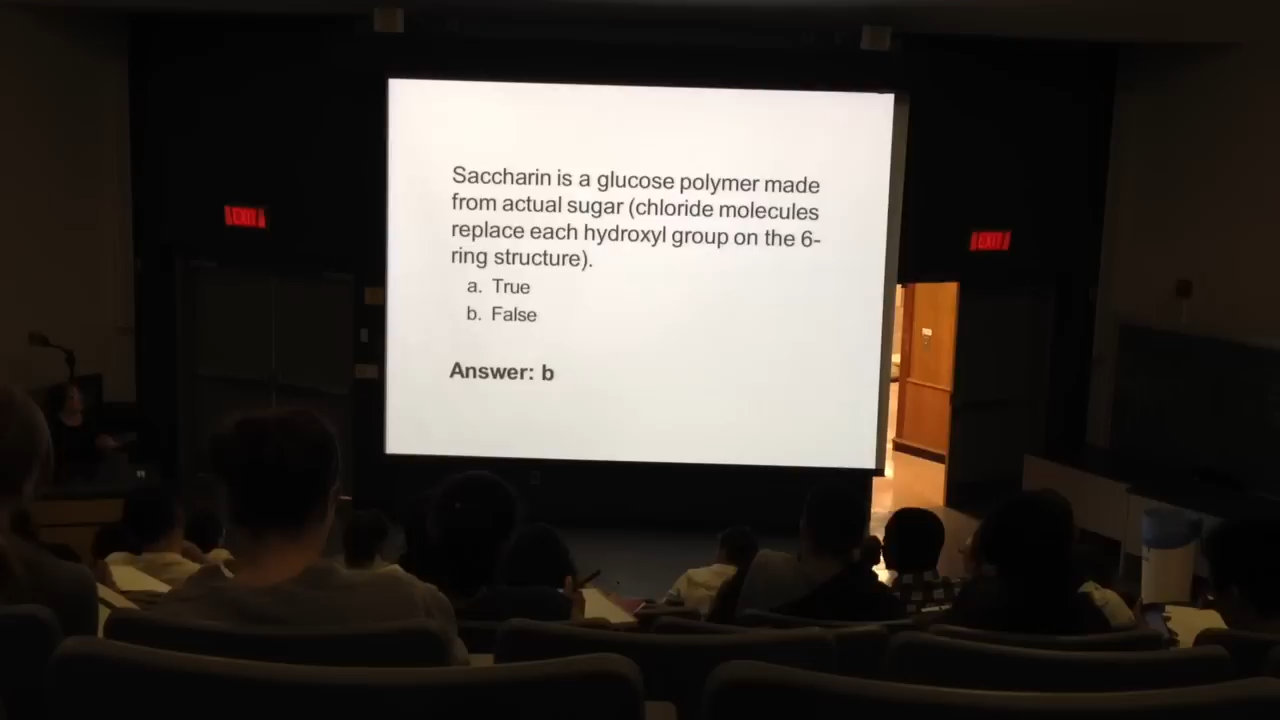 Saccharin is a glucose polymer made
from actual sugar (chloride molecules
replace each hydroxyl group on the 6-
ring structure).
a. True
b. False
Answer: b
EXIT
EXIT